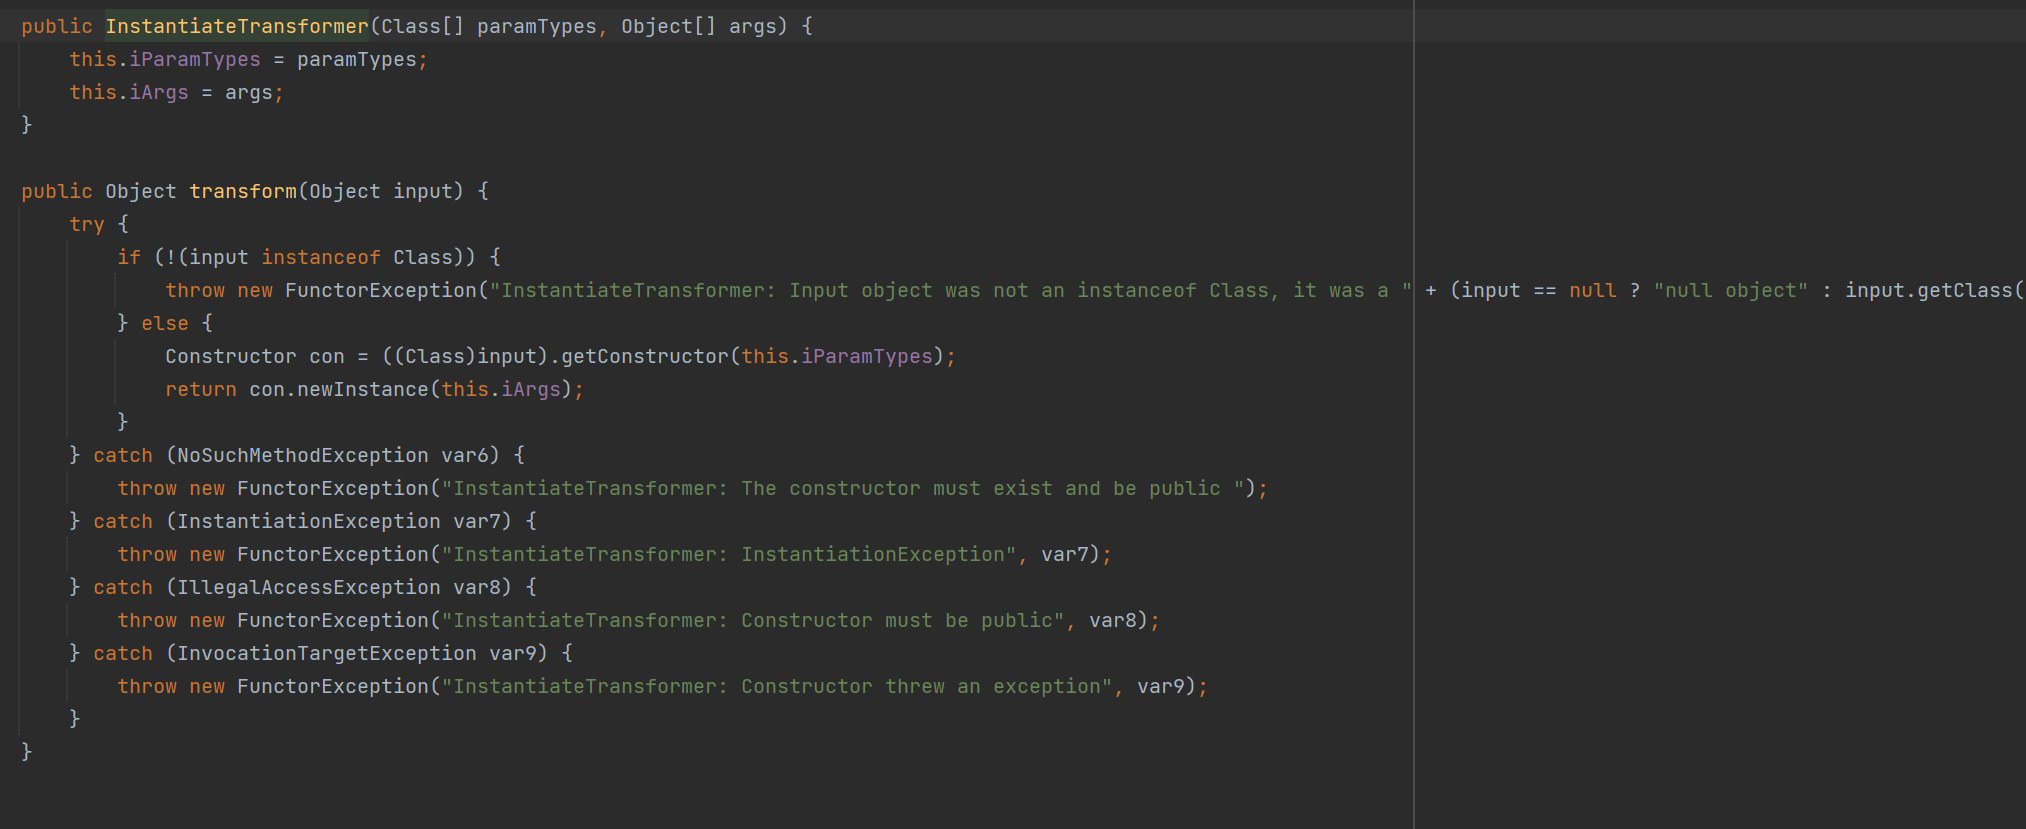 public InstantiateTransformer(Class[] paramTypes, Object[] args) {
    this.iParamTypes = paramTypes;
    this.iArgs = args;
}
public Object transform(Object input) {
    try {
        if (!(input instanceof Class)) {
            throw new FunctorException("InstantiateTransformer: Input object was not an instanceof Class, it was a " + (input == null ? "null object" : input.getClass(
        } else {
            Constructor con = ((Class)input).getConstructor(this.iParamTypes);
            return con.newInstance(this.iArgs);
        }
    } catch (NoSuchMethodException var6) {
        throw new FunctorException("InstantiateTransformer: The constructor must exist and be public ");
    } catch (InstantiationException var7) {
        throw new FunctorException("InstantiateTransformer: InstantiationException", var7);
    } catch (IllegalAccessException var8) {
        throw new FunctorException("InstantiateTransformer: Constructor must be public", var8);
    } catch (InvocationTargetException var9) {
        throw new FunctorException("InstantiateTransformer: Constructor threw an exception", var9);
    }
}